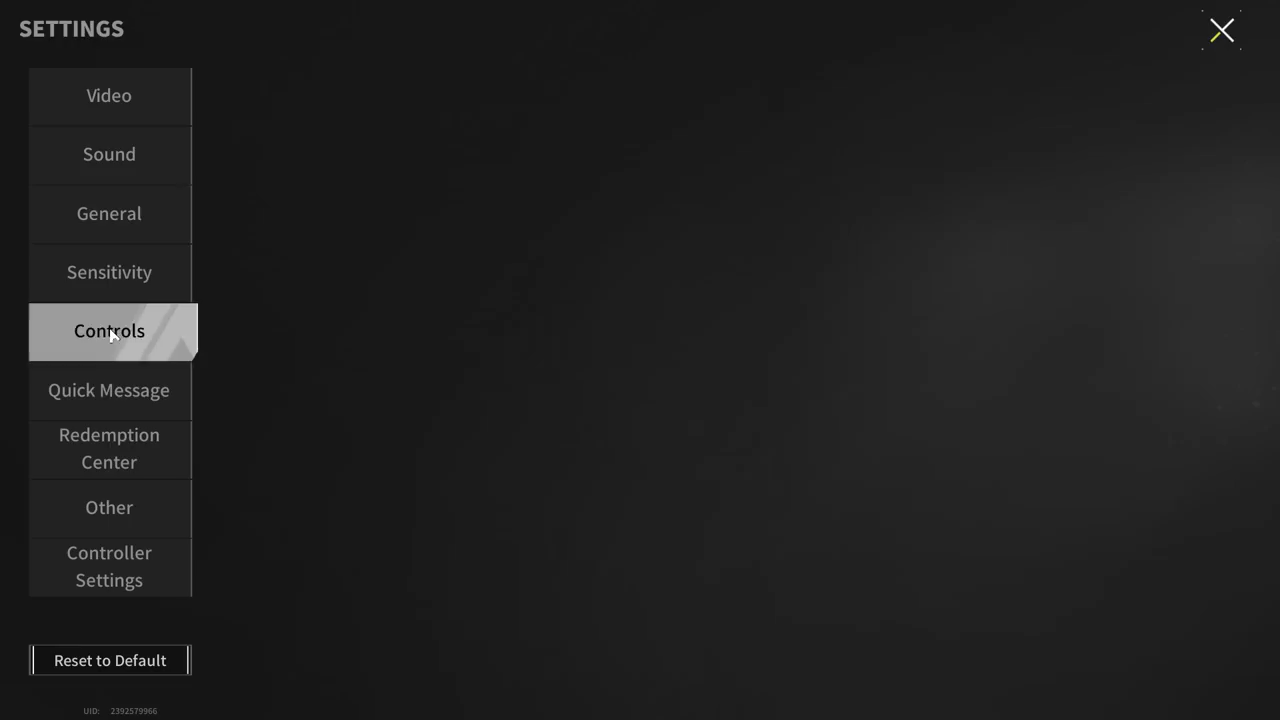 SETTINGS
Video
Sound
General
Sensitivity
Controls
Quick Message
Redemption
Center
Other
Controller
Settings
Reset to Default
UID: 2392579966